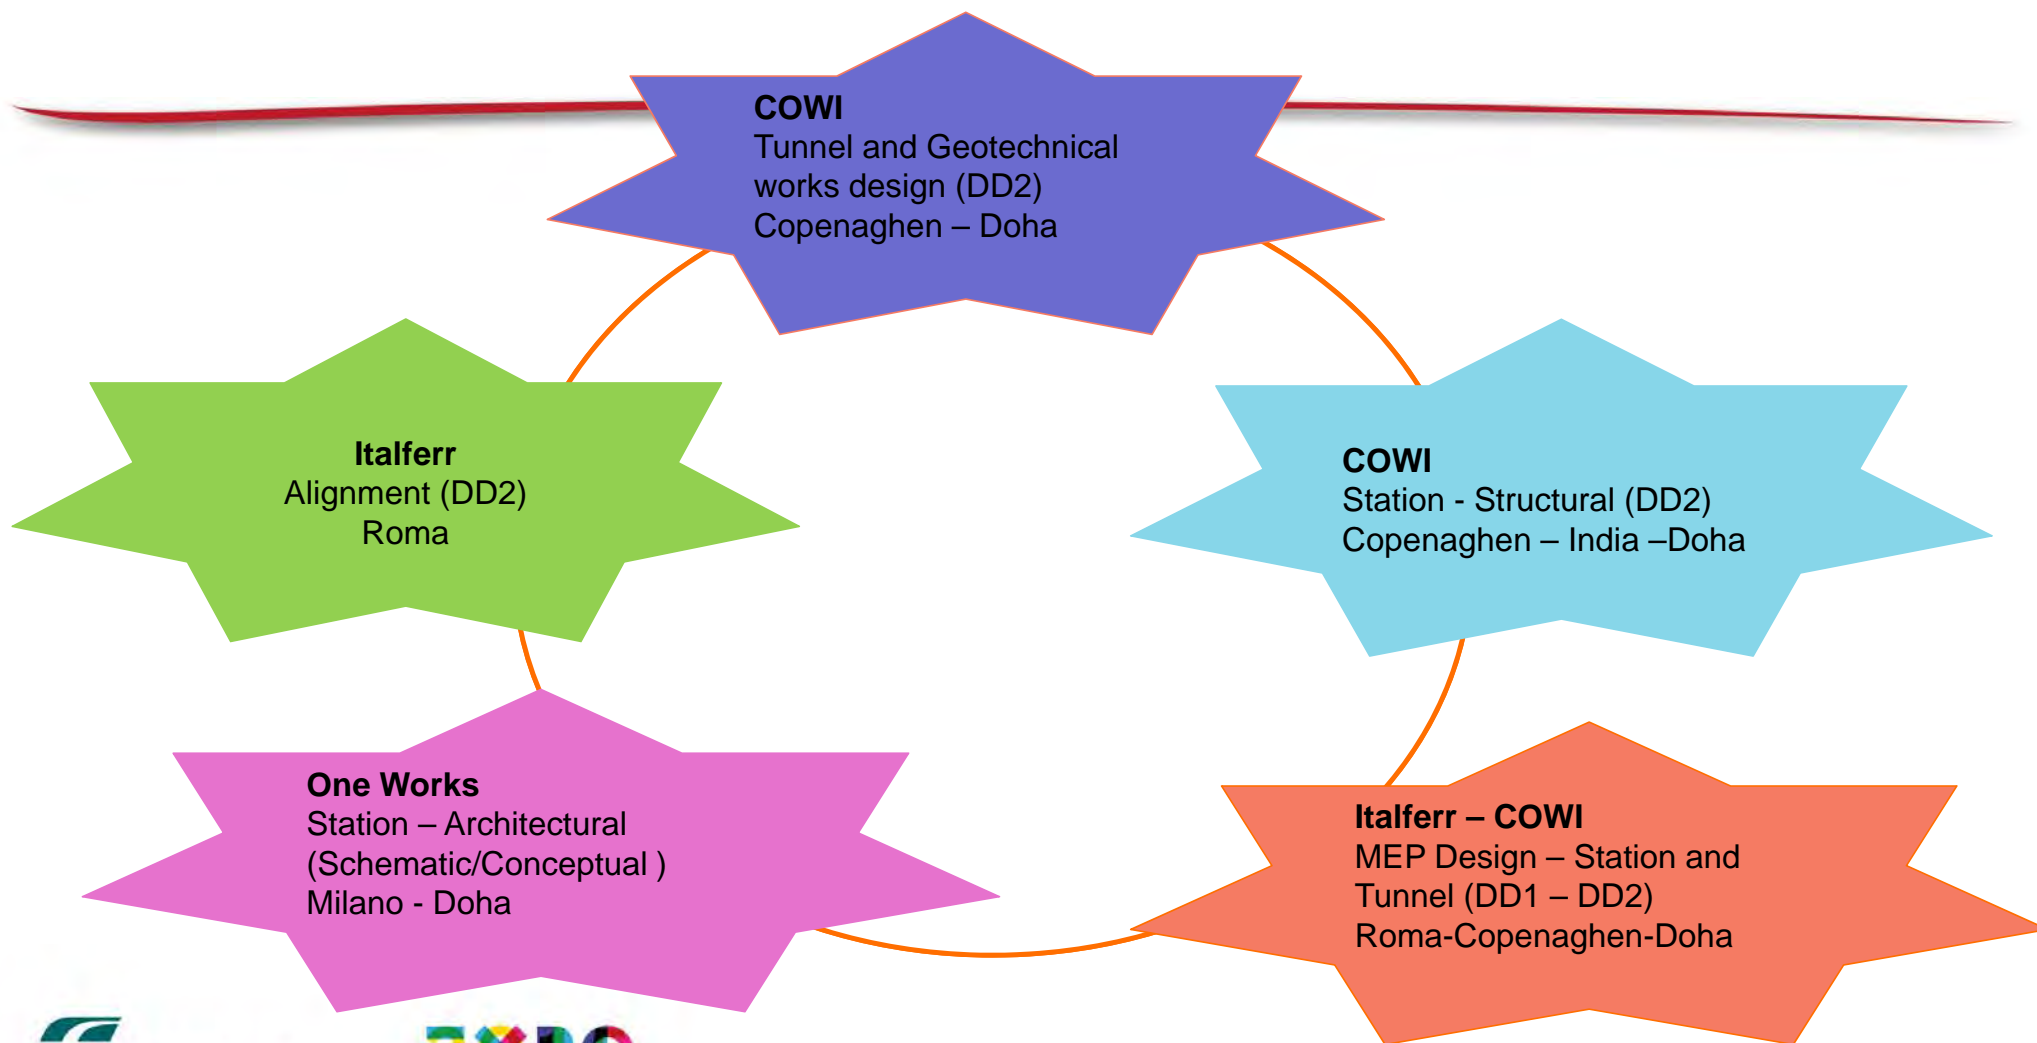 COWI
Tunnel and Geotechnical
works design (DD2)
Copenaghen – Doha
Italferr
Alignment (DD2)
Roma
COWI
Station - Structural (DD2)
Copenaghen – India –Doha
One Works
Station – Architectural
(Schematic/Conceptual )
Milano - Doha
Italferr – COWI
MEP Design – Station and
Tunnel (DD1 – DD2)
Roma-Copenaghen-Doha